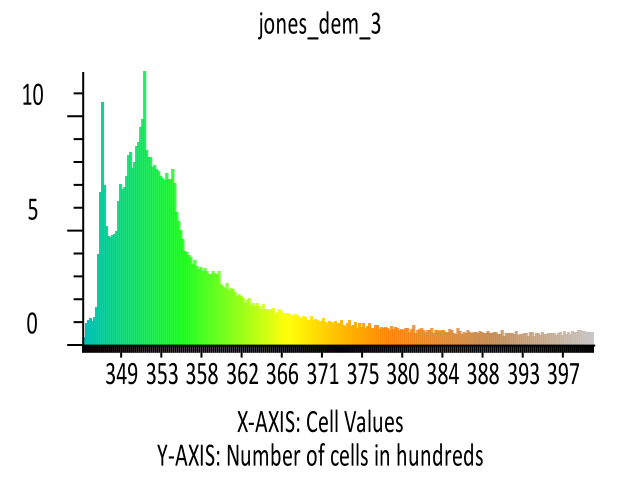 jones_dem_3
10
5
0
349 353 358 362 366 371 375 380 384 388 393 397
X-AXIS: Cell Values
Y-AXIS: Number of cells in hundreds